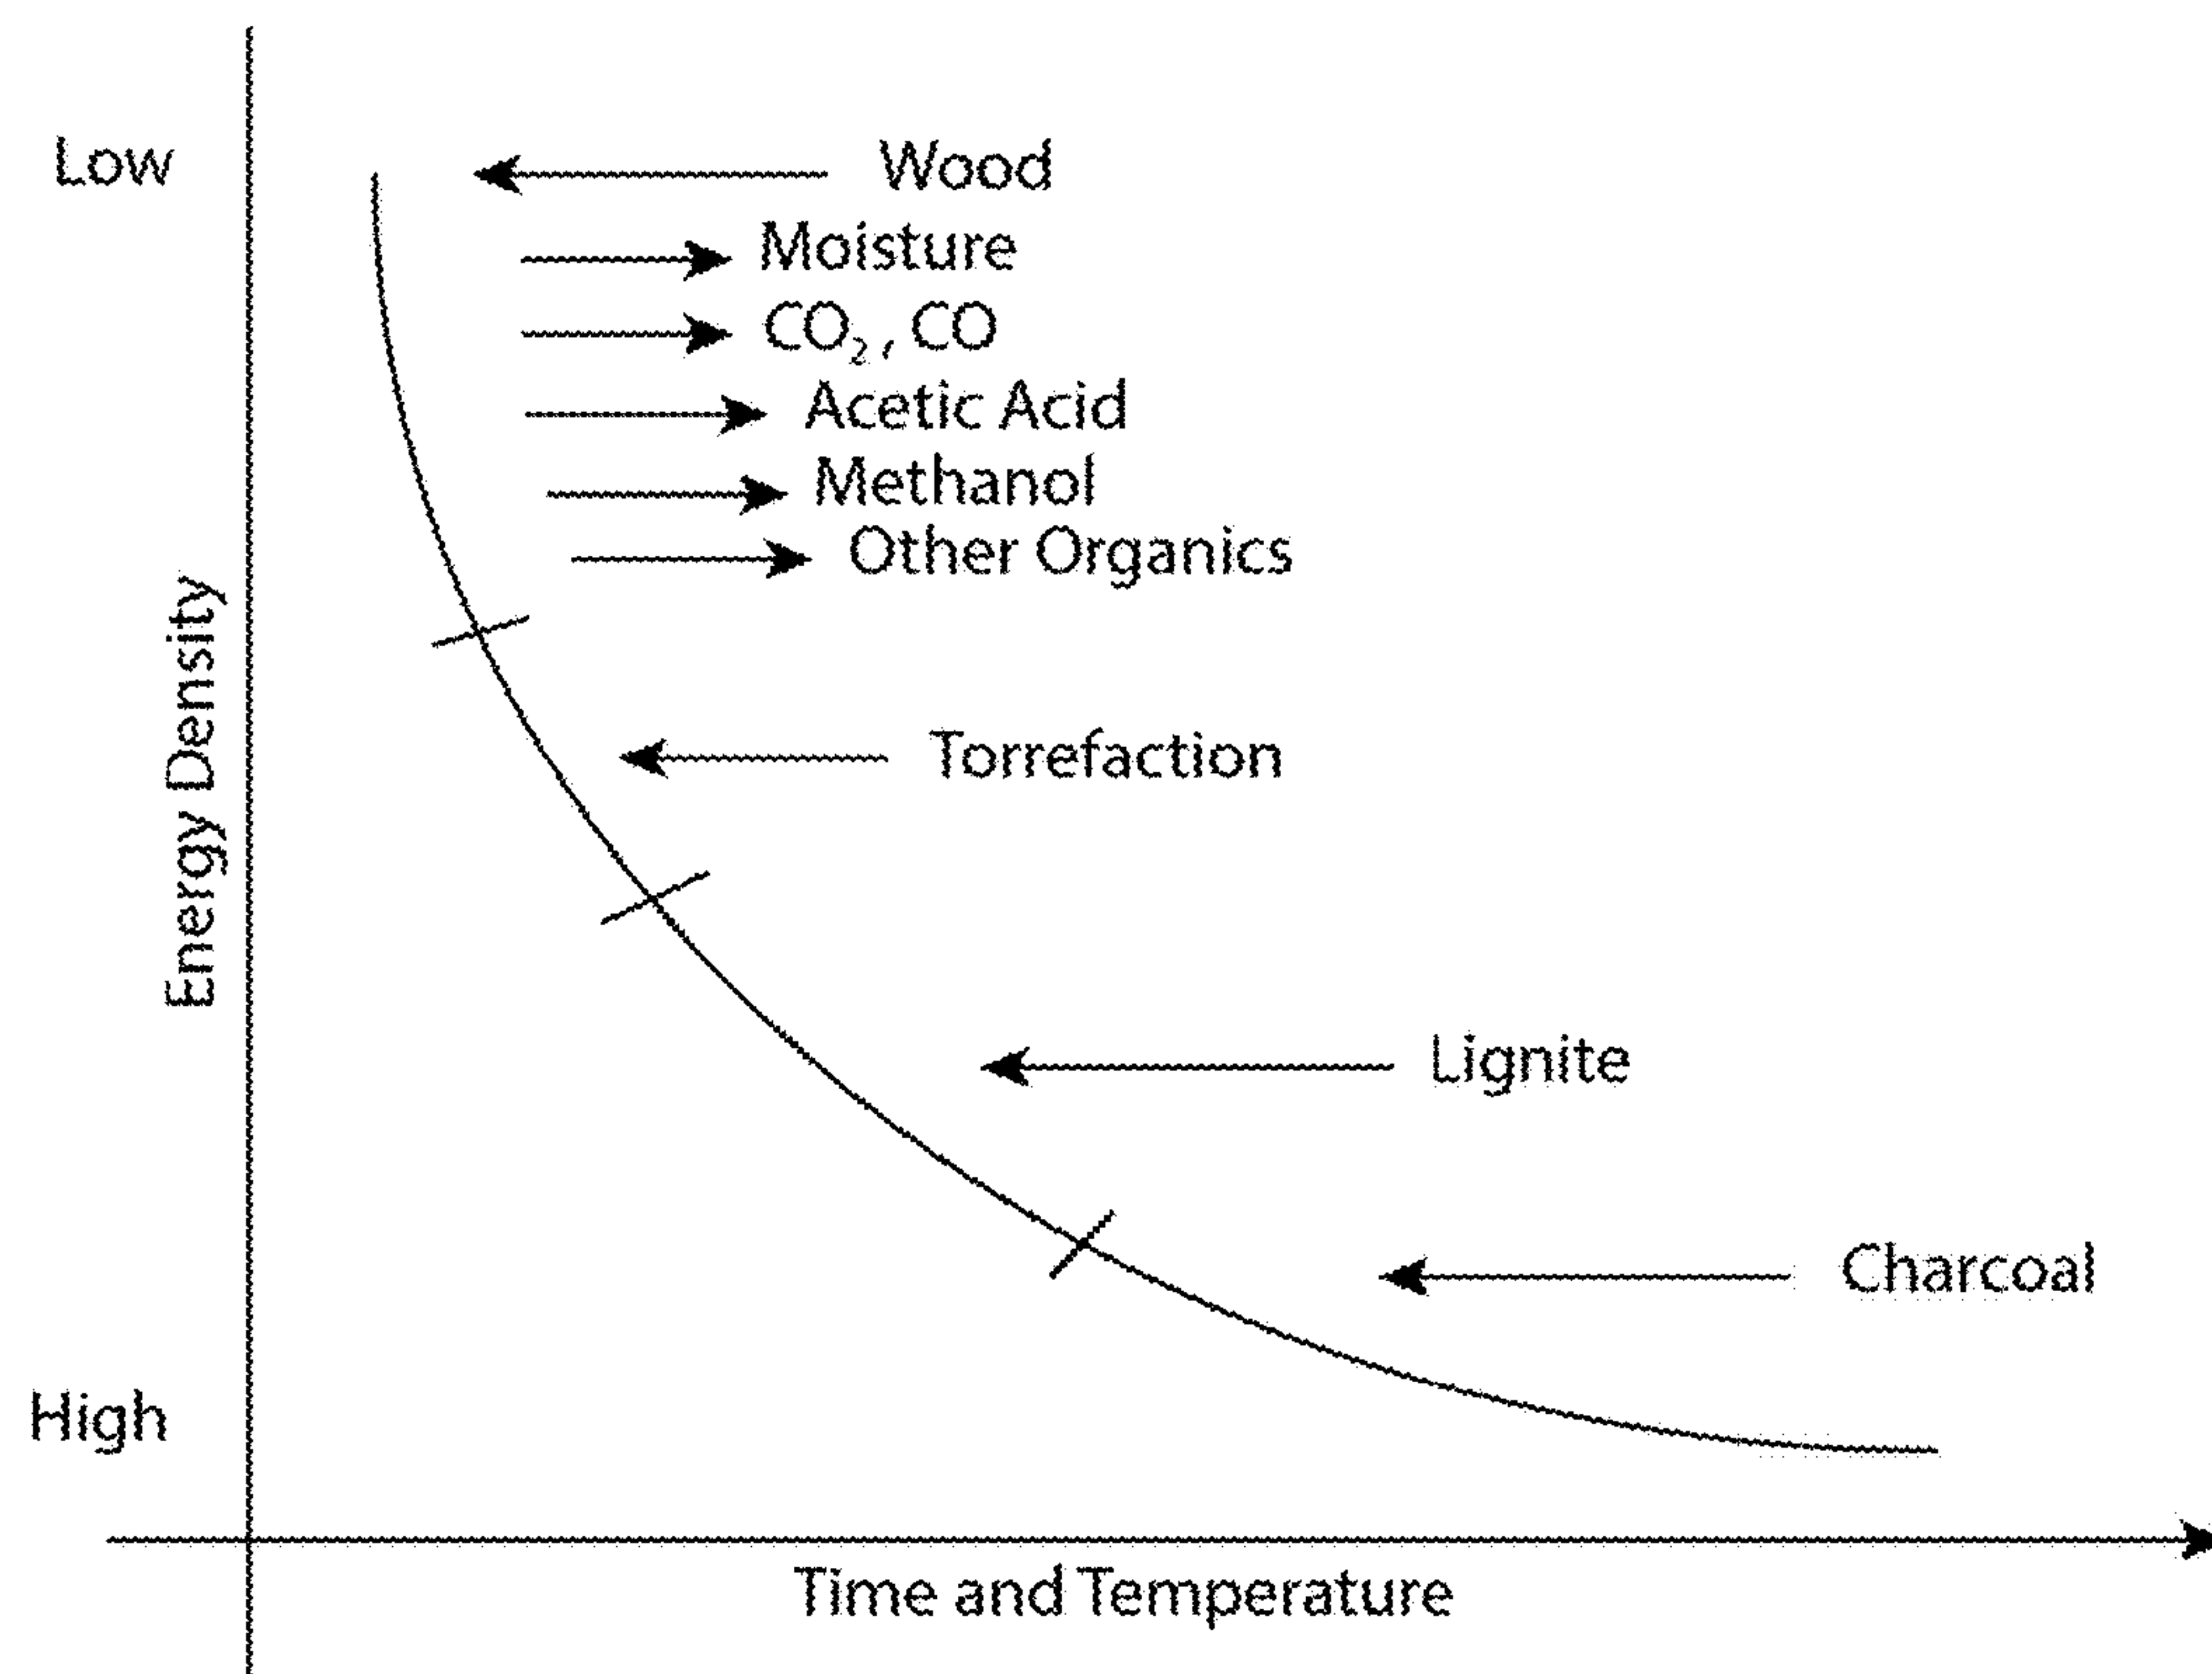 Low
Wood
Moisture
CO₂, CO
Acetic Acid
Methanol
Other Organics
Energy Density
Torrefaction
Lignite
Charcoal
High
Time and Temperature